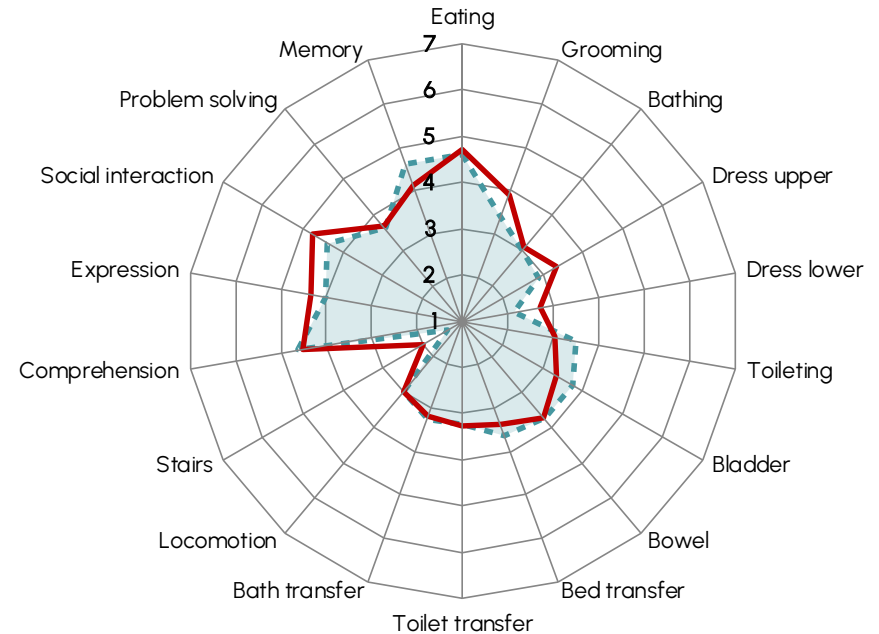 Eating
7
Memory
Grooming
6
Problem solving
Bathing
5
Social interaction
4
Dress upper
3
Expression
2
Dress lower
1
Comprehension
Toileting
Stairs
Bladder
Locomotion
Bowel
Bath transfer
Bed transfer
Toilet transfer